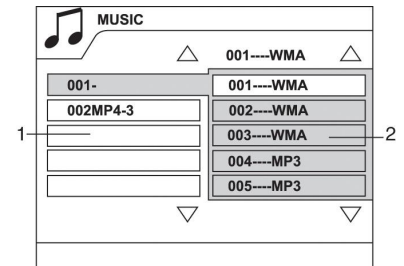 MUSIC
001----WMA
001-
001----WMA
002MP4-3
002----WMA
1
003----WMA
2
004----MP3
005----MP3